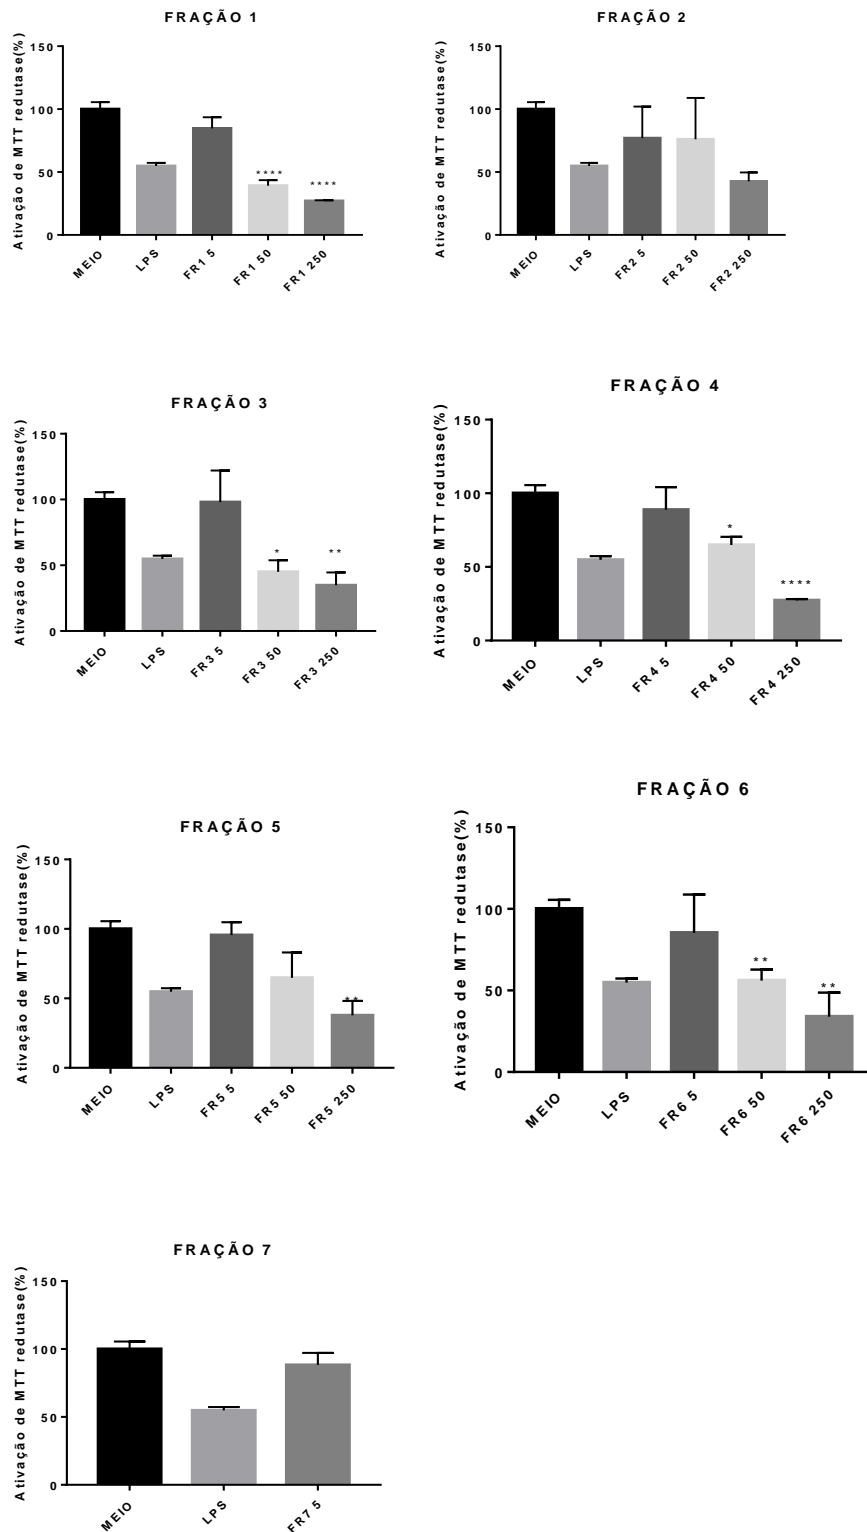 FRAÇÃO 1
Ativação de MTT redutase(%)
150
100
50
0
****
****
MEIO
LPS
FR1 5
FR1 50
FR1 250
FRAÇÃO 2
Ativação de MTT redutase(%)
150
100
50
0
MEIO
LPS
FR2 5
FR2 50
FR2 250
FRAÇÃO 3
Ativação de MTT redutase(%)
150
100
50
0
*
**
MEIO
LPS
FR3 5
FR3 50
FR3 250
FRAÇÃO 4
Ativação de MTT redutase(%)
150
100
50
0
*
****
MEIO
LPS
FR4 5
FR4 50
FR4 250
FRAÇÃO 5
Ativação de MTT redutase(%)
150
100
50
0
**
MEIO
LPS
FR5 5
FR5 50
FR5 250
FRAÇÃO 6
Ativação de MTT redutase(%)
150
100
50
0
**
**
MEIO
LPS
FR6 5
FR6 50
FR6 250
FRAÇÃO 7
Ativação de MTT redutase(%)
150
100
50
0
MEIO
LPS
FR7 5